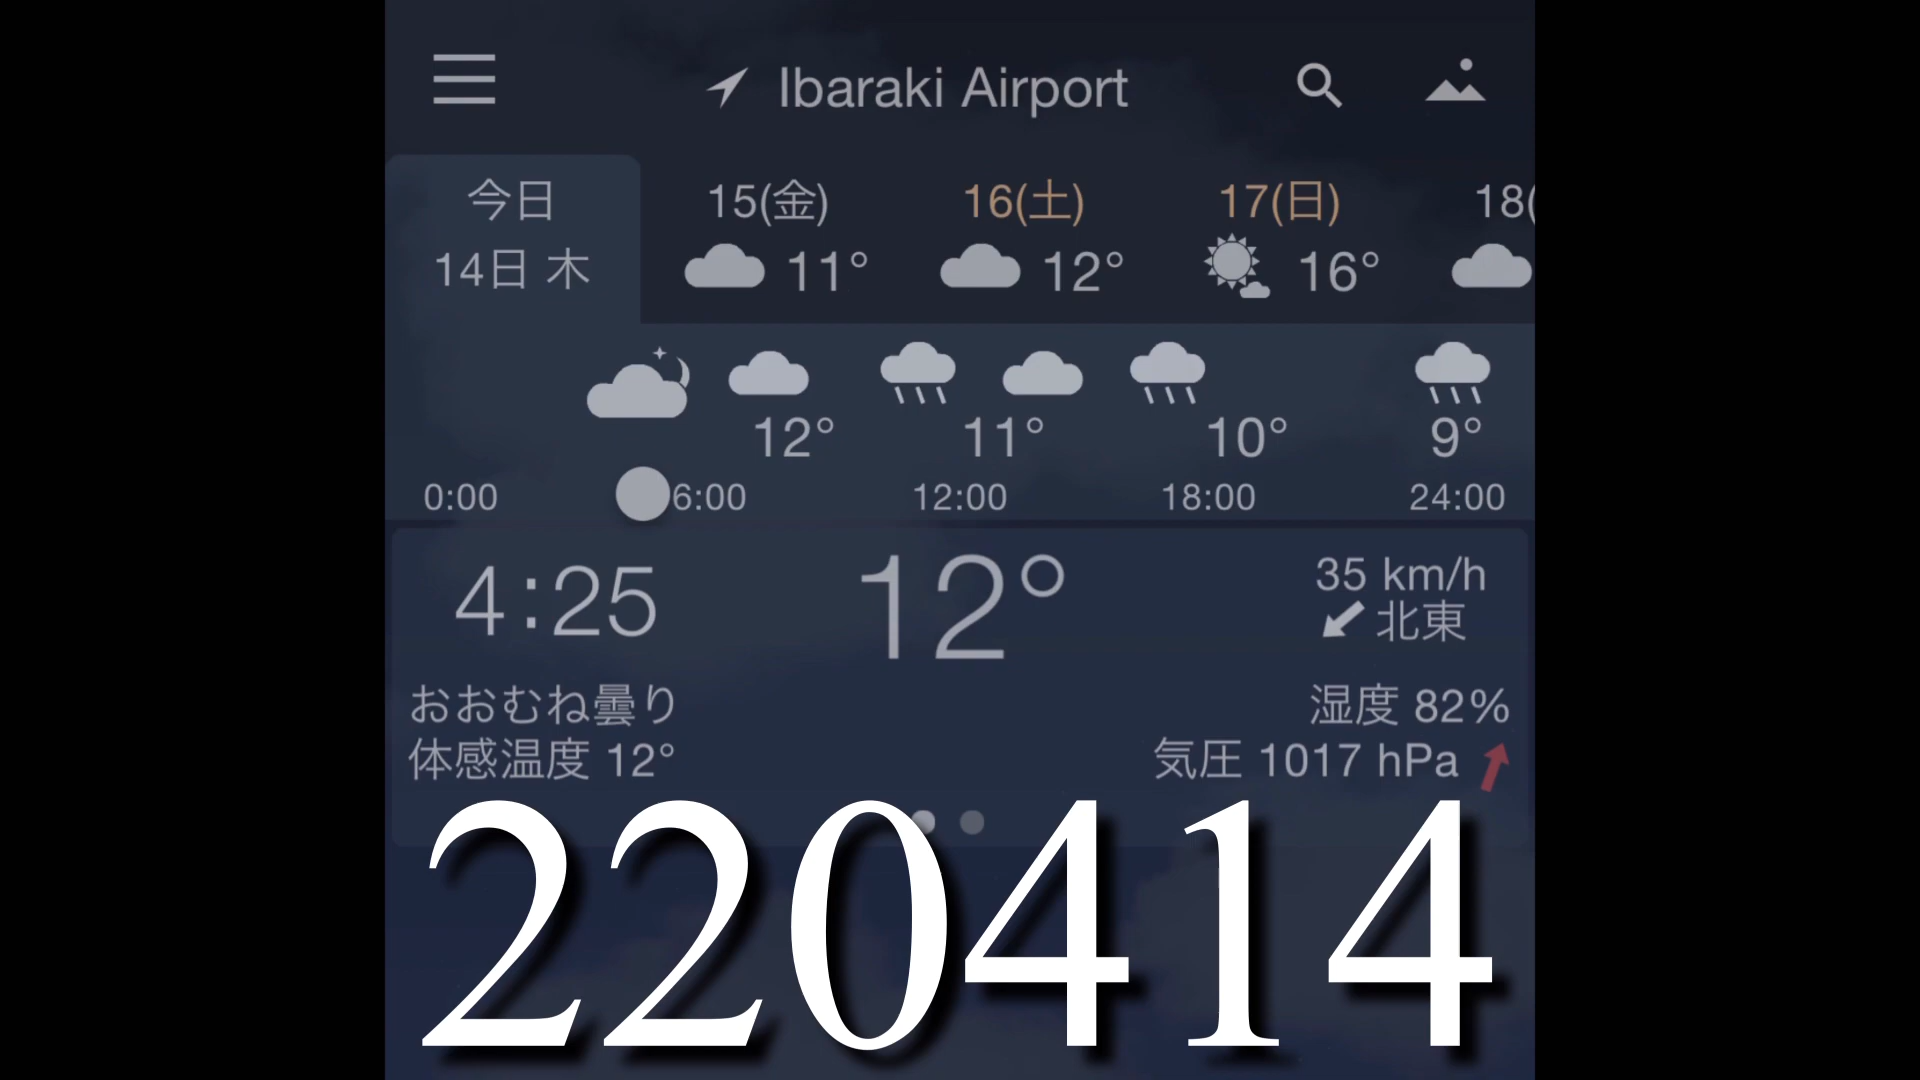 Ibaraki Airport
今日 15(金) 16(土) 17(日) 18(
14日 木 11° 12° 16°
12° 11° 10° 9°
0:00 6:00 12:00 18:00 24:00
4:25 12° 35 km/h
北東
おおむね曇り 湿度 82%
体感温度 12° 気圧 1017 hPa
220414